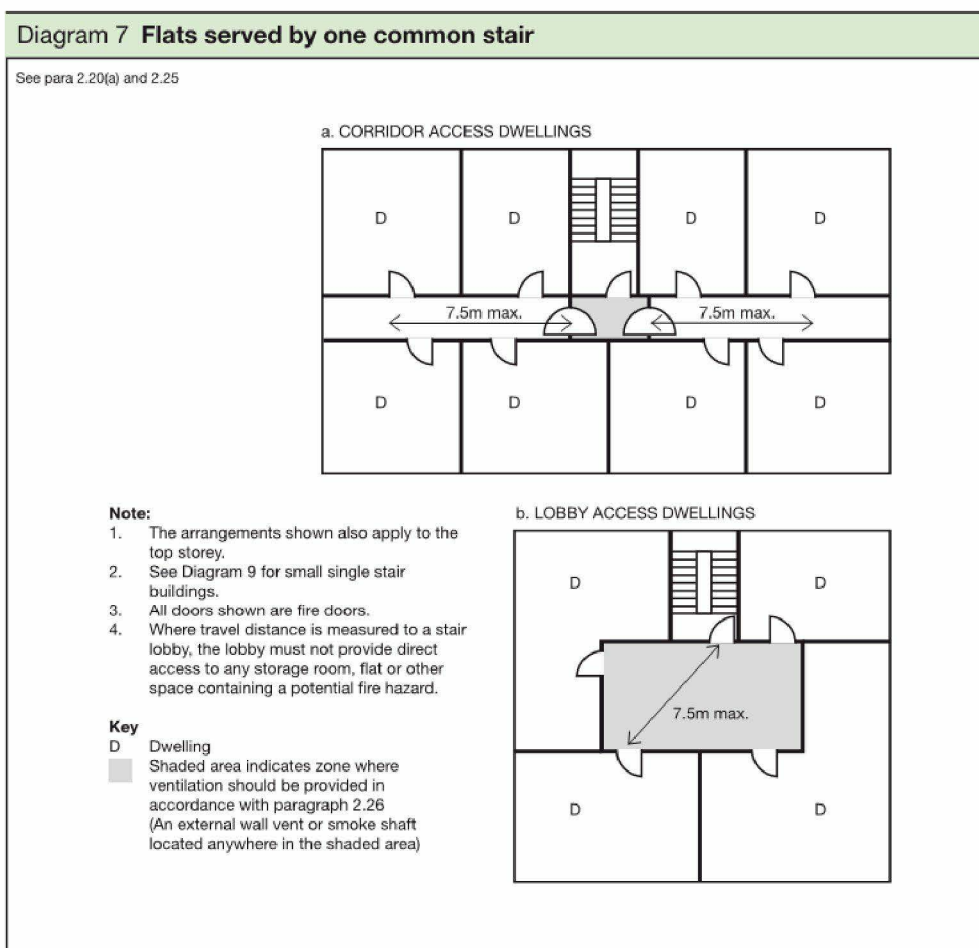 Diagram 7 Flats served by one common stair
See para 2.20(a) and 2.25
a. CORRIDOR ACCESS DWELLINGS
D D D D
7.5m max. 7.5m max.
D D D D
Note:
1. The arrangements shown also apply to the
top storey.
2. See Diagram 9 for small single stair
buildings.
3. All doors shown are fire doors.
4. Where travel distance is measured to a stair
lobby, the lobby must not provide direct
access to any storage room, flat or other
space containing a potential fire hazard.
Key
D Dwelling
Shaded area indicates zone where
ventilation should be provided in
accordance with paragraph 2.26
(An external wall vent or smoke shaft
located anywhere in the shaded area)
b. LOBBY ACCESS DWELLINGS
D D
7.5m max.
D D